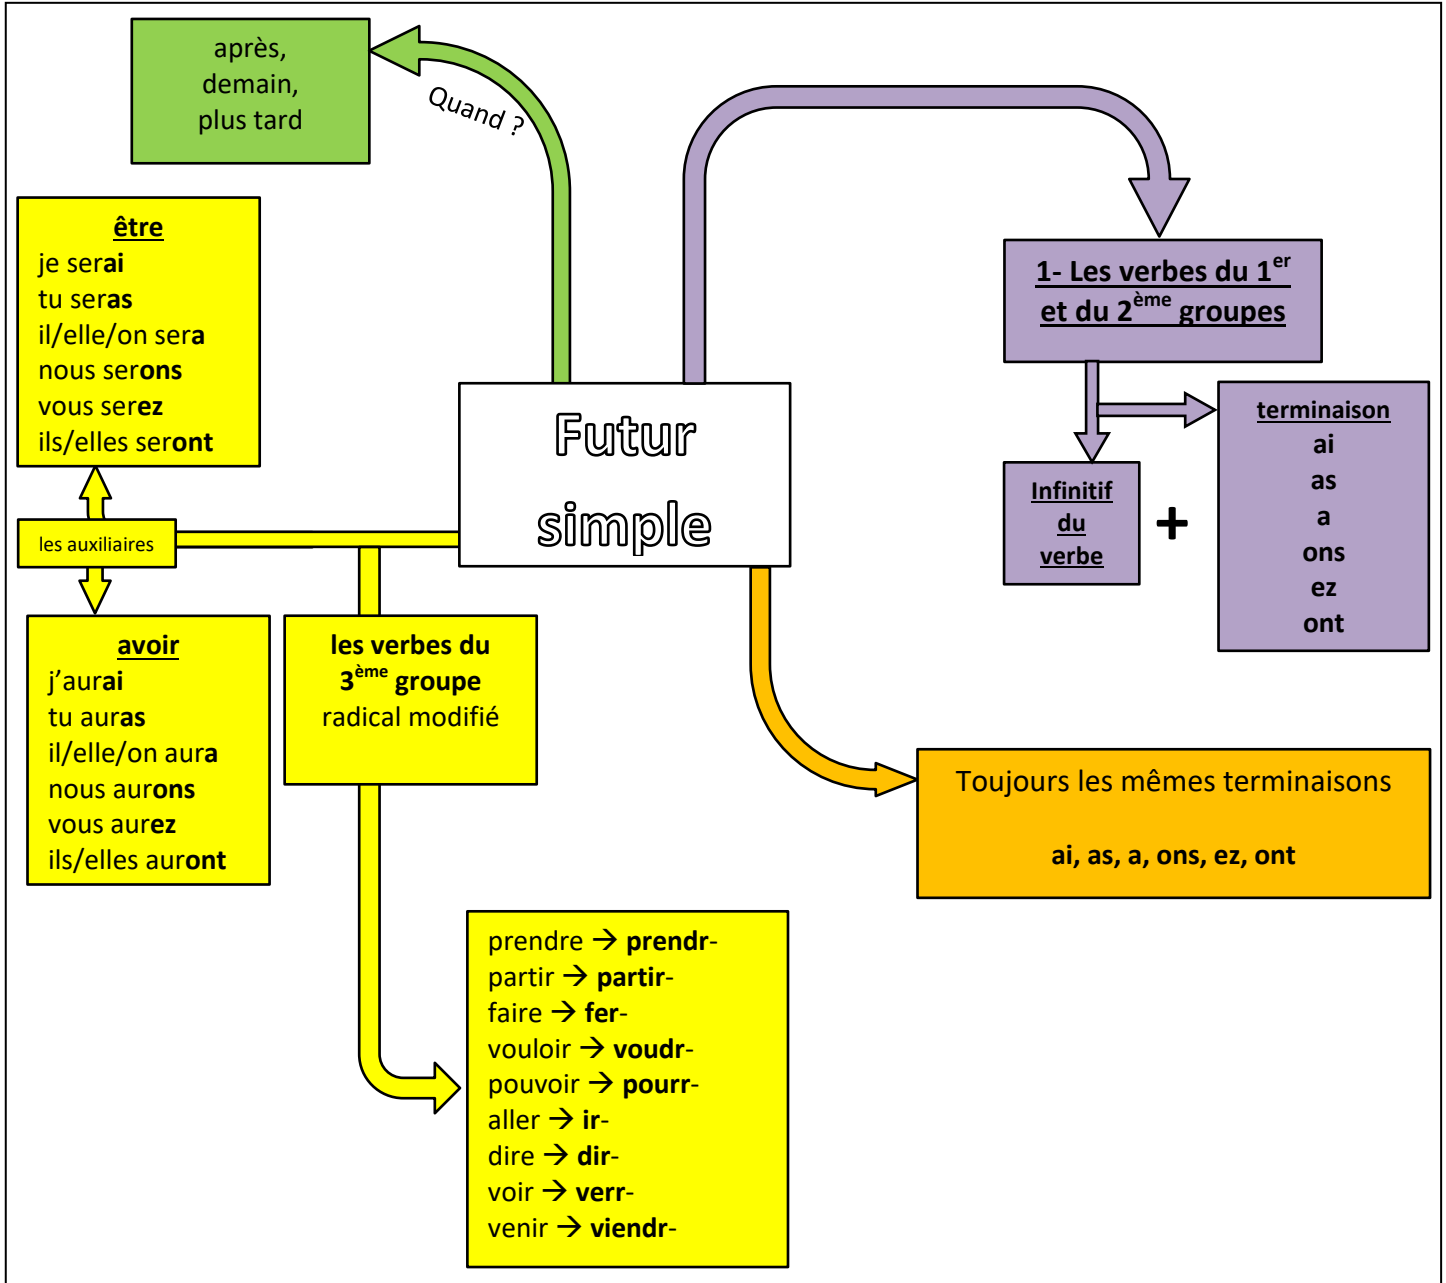 après,
demain,
plus tard
Quand ?
être
je serai
tu seras
il/elle/on sera
nous serons
vous serez
ils/elles seront
1- Les verbes du 1er
et du 2ème groupes
Futur
simple
terminaison
ai
as
a
ons
ez
ont
Infinitif
du
verbe
+
les auxiliaires
avoir
j’aurai
tu auras
il/elle/on aura
nous aurons
vous aurez
ils/elles auront
les verbes du
3ème groupe
radical modifié
Toujours les mêmes terminaisons
ai, as, a, ons, ez, ont
prendre → prendr-
partir → partir-
faire → fer-
vouloir → voudr-
pouvoir → pourr-
aller → ir-
dire → dir-
voir → verr-
venir → viendr-